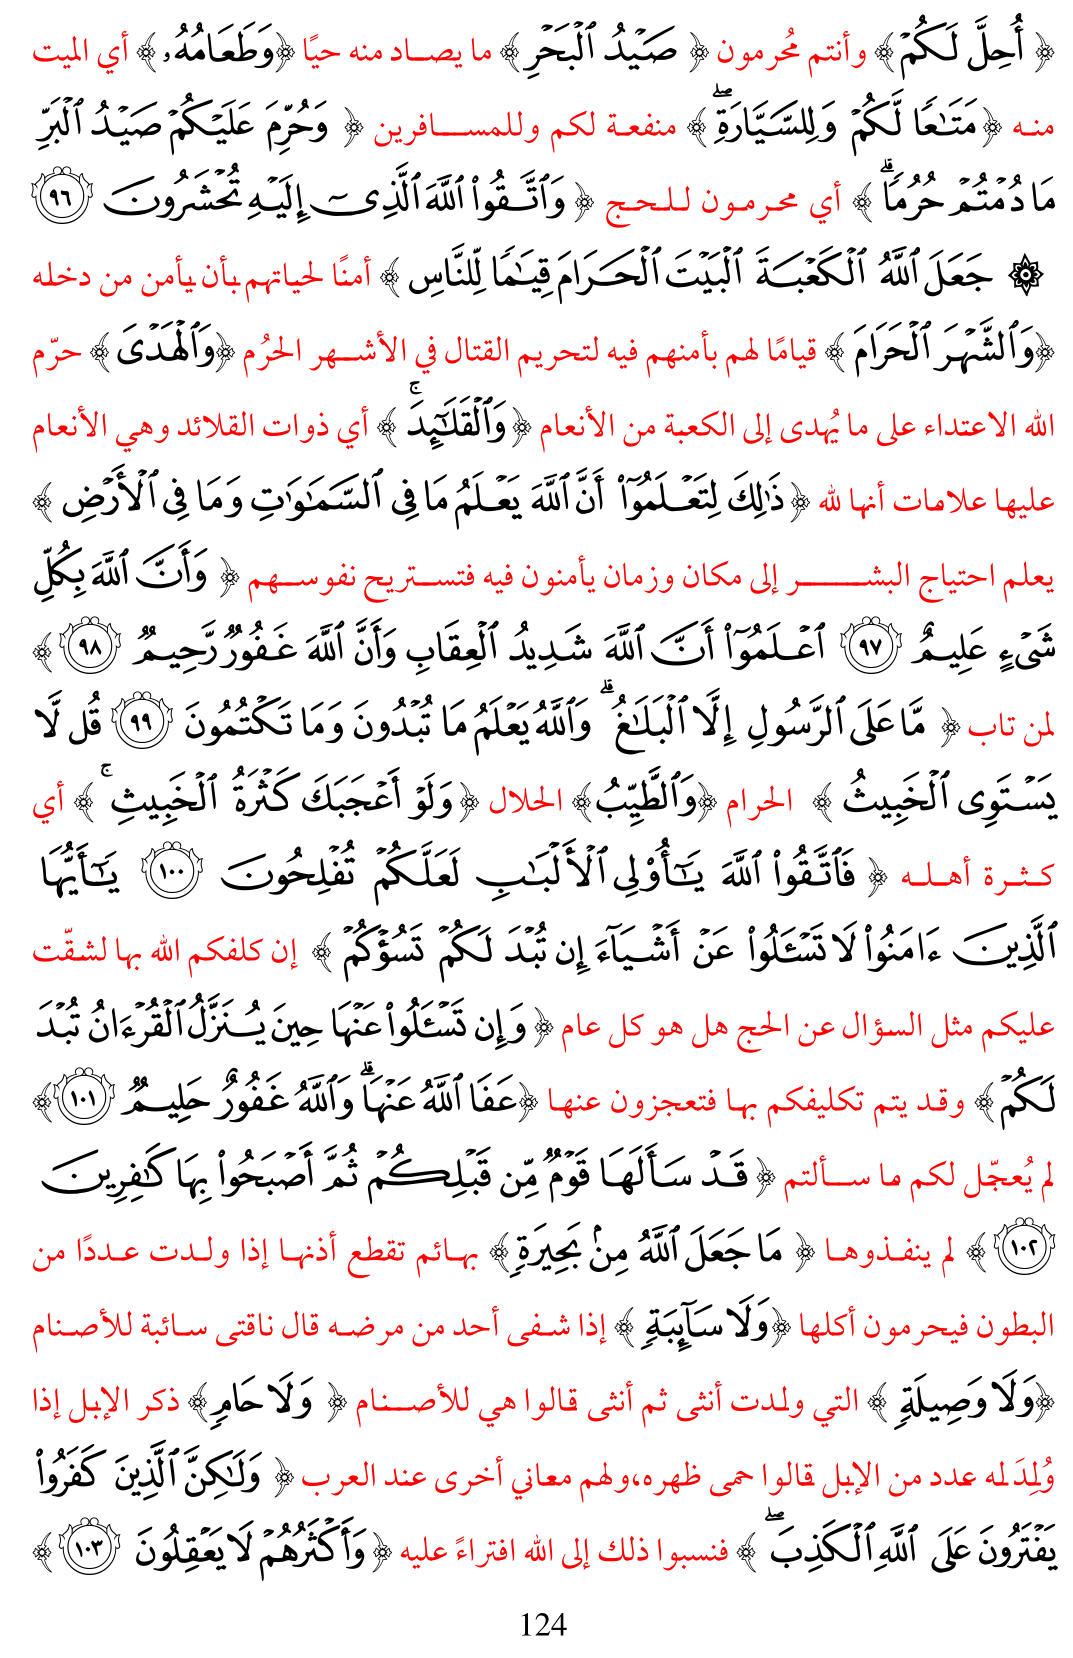 ﴿ أُحِلَّ لَكُمۡ ﴾ وأنتم مُحرمون ﴿ صَيۡدُ ٱلۡبَحۡرِ ﴾ ما يصاد منه حيًا ﴿وَطَعَامُهُۥ ﴾ أي الميت
منه ﴿ مَتَٰعٗا لَّكُمۡ وَلِلسَّيَّارَةِۖ ﴾ منفعة لكم وللمسافرين ﴿ وَحُرِّمَ عَلَيۡكُمۡ صَيۡدُ ٱلۡبَرِّ
مَا دُمۡتُمۡ حُرُمٗاۗ ﴾ أي محرمون للحج ﴿ وَٱتَّقُواْ ٱللَّهَ ٱلَّذِيٓ إِلَيۡهِ تُحۡشَرُونَ ٩٦
۞ جَعَلَ ٱللَّهُ ٱلۡكَعۡبَةَ ٱلۡبَيۡتَ ٱلۡحَرَامَ قِيَٰمٗا لِّلنَّاسِ ﴾ أمنًا لحياتهم بأن يأمن من دخله
﴿وَٱلشَّهۡرَ ٱلۡحَرَامَ ﴾ قيامًا لهم بأمنهم فيه لتحريم القتال في الأشهر الحرُم ﴿وَٱلۡهَدۡيَ ﴾ حرّم
الله الاعتداء على ما يُهدى إلى الكعبة من الأنعام ﴿وَٱلۡقَلَٰٓئِدَۚ ﴾ أي ذوات القلائد وهي الأنعام
عليها علامات أنها لله ﴿ذَٰلِكَ لِتَعۡلَمُوٓاْ أَنَّ ٱللَّهَ يَعۡلَمُ مَا فِي ٱلسَّمَٰوَٰتِ وَمَا فِي ٱلۡأَرۡضِ ﴾
يعلم احتياج البشر إلى مكان وزمان يأمنون فيه فتستريح نفوسهم ﴿ وَأَنَّ ٱللَّهَ بِكُلِّ
شَيۡءٍ عَلِيمٌ ٩٧ ٱعۡلَمُوٓاْ أَنَّ ٱللَّهَ شَدِيدُ ٱلۡعِقَابِ وَأَنَّ ٱللَّهَ غَفُورٞ رَّحِيمٞ ٩٨ ﴾
لمن تاب ﴿ مَّا عَلَى ٱلرَّسُولِ إِلَّا ٱلۡبَلَٰغُۗ وَٱللَّهُ يَعۡلَمُ مَا تُبۡدُونَ وَمَا تَكۡتُمُونَ ٩٩ قُل لَّا
يَسۡتَوِي ٱلۡخَبِيثُ ﴾ الحرام ﴿وَٱلطَّيِّبُ﴾ الحلال ﴿وَلَوۡ أَعۡجَبَكَ كَثۡرَةُ ٱلۡخَبِيثِۚ ﴾ أي
كثرة أهله ﴿ فَٱتَّقُواْ ٱللَّهَ يَٰٓأُوْلِي ٱلۡأَلۡبَٰبِ لَعَلَّكُمۡ تُفۡلِحُونَ ١٠٠ يَٰٓأَيُّهَا
ٱلَّذِينَ ءَامَنُواْ لَا تَسۡـَٔلُواْ عَنۡ أَشۡيَآءَ إِن تُبۡدَ لَكُمۡ تَسُؤۡكُمۡ ﴾ إن كلفكم الله بها لشقّت
عليكم مثل السؤال عن الحج هل هو كل عام ﴿ وَإِن تَسۡـَٔلُواْ عَنۡهَا حِينَ يُنَزَّلُ ٱلۡقُرۡءَانُ تُبۡدَ
لَكُمۡ ﴾ وقد يتم تكليفكم بها فتعجزون عنها ﴿عَفَا ٱللَّهُ عَنۡهَاۗ وَٱللَّهُ غَفُورٌ حَلِيمٞ ١٠١﴾
لم يُعجّل لكم ما سألتم ﴿ قَدۡ سَأَلَهَا قَوۡمٞ مِّن قَبۡلِكُمۡ ثُمَّ أَصۡبَحُواْ بِهَا كَٰفِرِينَ
١٠٢ ﴾ لم ينفذوها ﴿ مَا جَعَلَ ٱللَّهُ مِنۢ بَحِيرَةٖ ﴾ بهائم تقطع أذنها إذا ولدت عددًا من
البطون فيحرمون أكلها ﴿وَلَا سَآئِبَةٖ ﴾ إذا شفى أحد من مرضه قال ناقتى سائبة للأصنام
﴿وَلَا وَصِيلَةٖ ﴾ التي ولدت أنثى ثم أنثى قالوا هي للأصنام ﴿ وَلَا حَامٖ﴾ ذكر الإبل إذا
وُلِدَ له عدد من الإبل قالوا حمى ظهره،ولهم معاني أخرى عند العرب ﴿ وَلَٰكِنَّ ٱلَّذِينَ كَفَرُواْ
يَفۡتَرُونَ عَلَى ٱللَّهِ ٱلۡكَذِبَۖ ﴾ فنسبوا ذلك إلى الله افتراءً عليه ﴿وَأَكۡثَرُهُمۡ لَا يَعۡقِلُونَ ١٠٣ ﴾
124